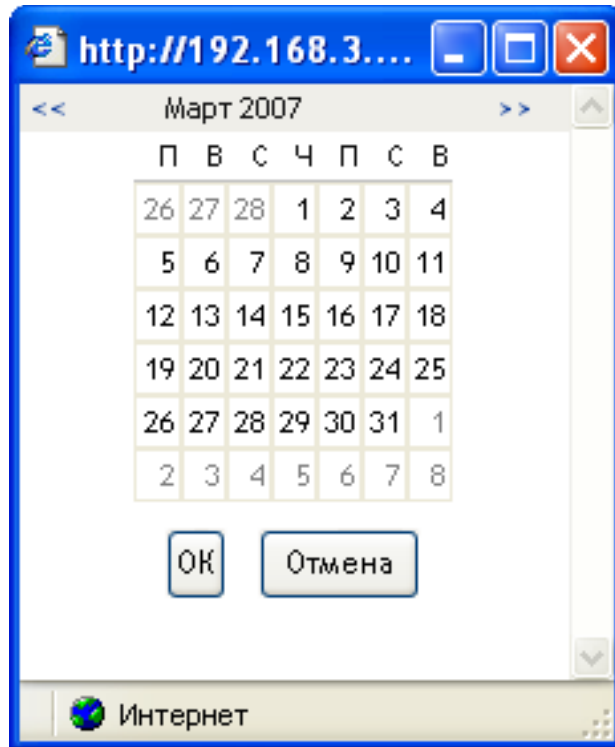 http://192.168.3....
<< Март 2007 >>
П В С Ч П С В
26 27 28 1 2 3 4
5 6 7 8 9 10 11
12 13 14 15 16 17 18
19 20 21 22 23 24 25
26 27 28 29 30 31 1
2 3 4 5 6 7 8
ОК Отмена
Интернет